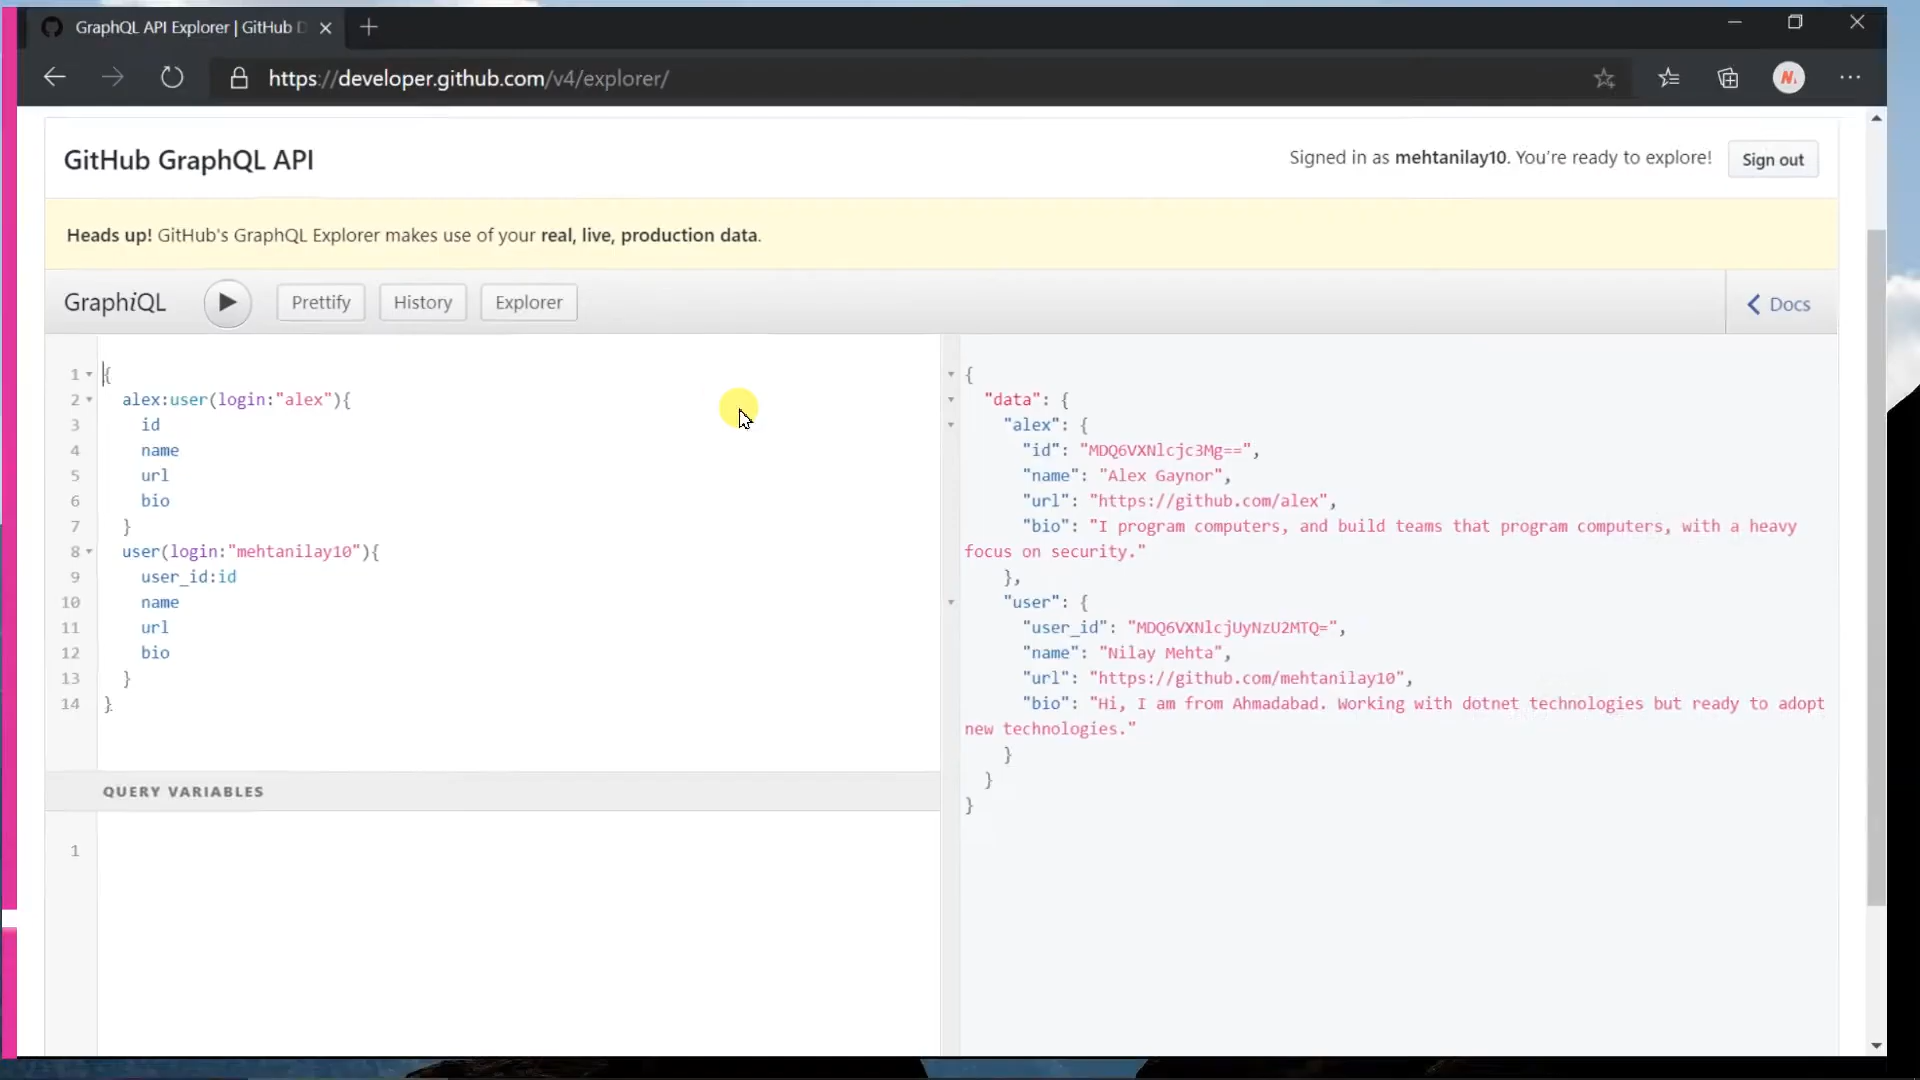 GraphQL API Explorer | GitHub D
https://developer.github.com/v4/explorer/
N.
GitHub GraphQL API
Signed in as mehtanilay10. You're ready to explore!
Sign out
Heads up! GitHub's GraphQL Explorer makes use of your real, live, production data.
GraphiQL
Prettify
History
Explorer
Docs
1 {
2 alex:user(login:"alex"){
3 id
4 name
5 url
6 bio
7 }
8 user(login:"mehtanilay10"){
9 user_id:id
10 name
11 url
12 bio
13 }
14 }
QUERY VARIABLES
1
{
"data": {
"alex": {
"id": "MDQ6VXNlcjc3Mg==",
"name": "Alex Gaynor",
"url": "https://github.com/alex",
"bio": "I program computers, and build teams that program computers, with a heavy
focus on security."
},
"user": {
"user_id": "MDQ6VXNlcjUyNzU2MTQ=",
"name": "Nilay Mehta",
"url": "https://github.com/mehtanilay10",
"bio": "Hi, I am from Ahmadabad. Working with dotnet technologies but ready to adopt
new technologies."
}
}
}